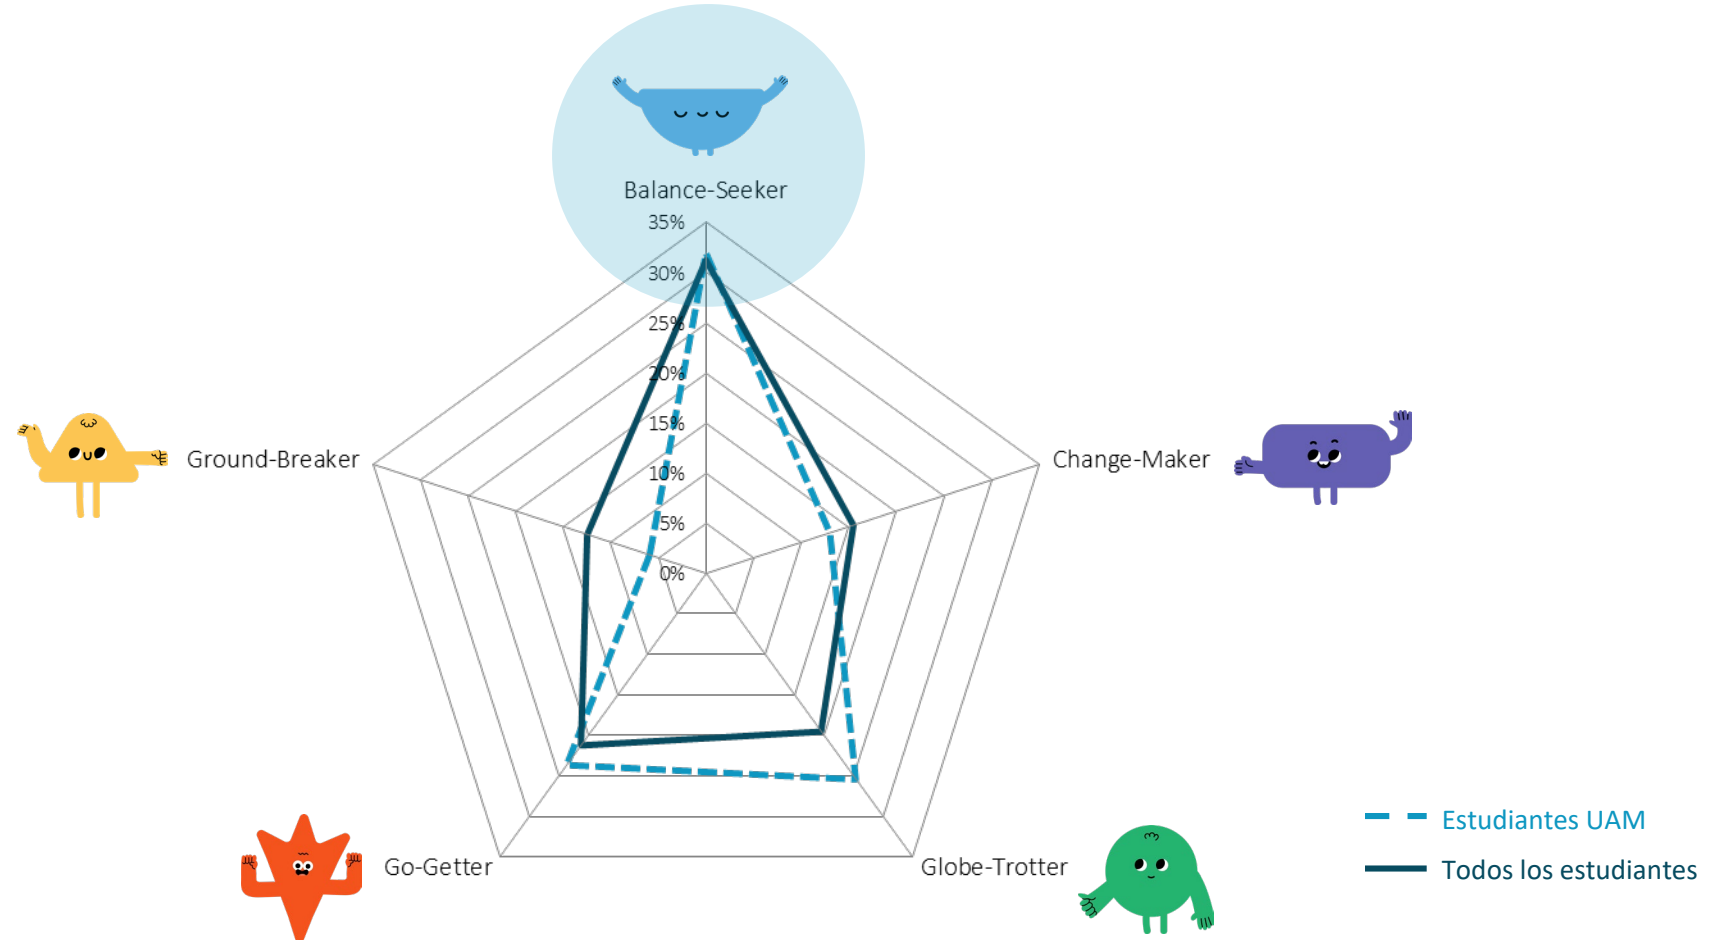 Balance-Seeker
35%
30%
25%
20%
15%
10%
5%
0%
Ground-Breaker
Change-Maker
Go-Getter
Globe-Trotter
Estudiantes UAM
Todos los estudiantes